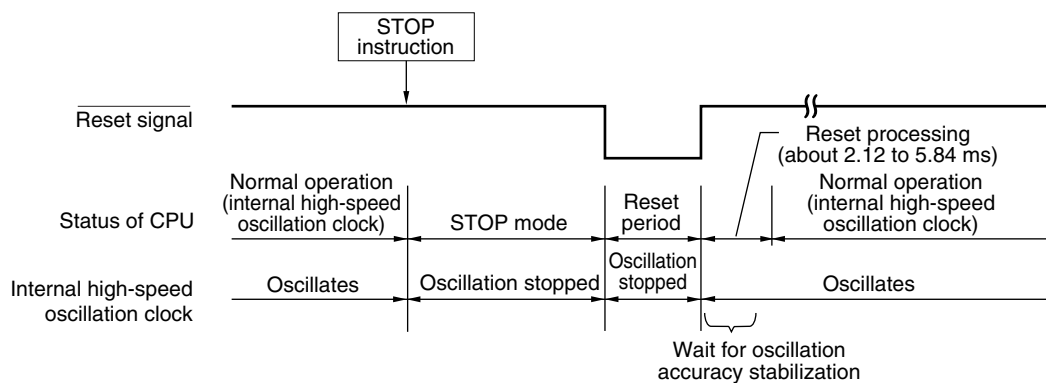 STOP
instruction
Reset signal
Reset processing
(about 2.12 to 5.84 ms)
Status of CPU
Normal operation
(internal high-speed
oscillation clock)
STOP mode
Reset
period
Normal operation
(internal high-speed
oscillation clock)
Internal high-speed
oscillation clock
Oscillates
Oscillation stopped
Oscillation
stopped
Oscillates
Wait for oscillation
accuracy stabilization